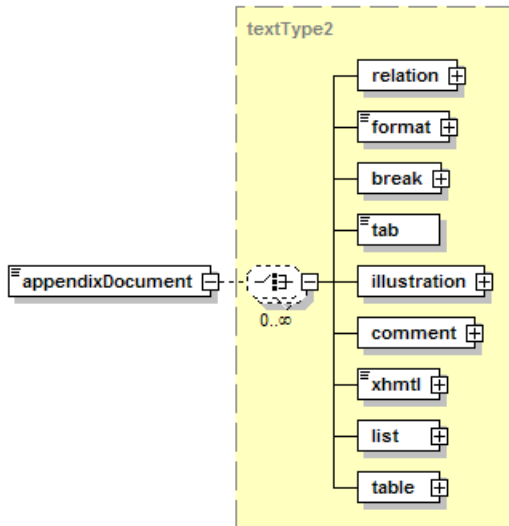 textType2
relation
format
break
tab
appendixDocument
illustration
0..∞
comment
xhmtl
list
table